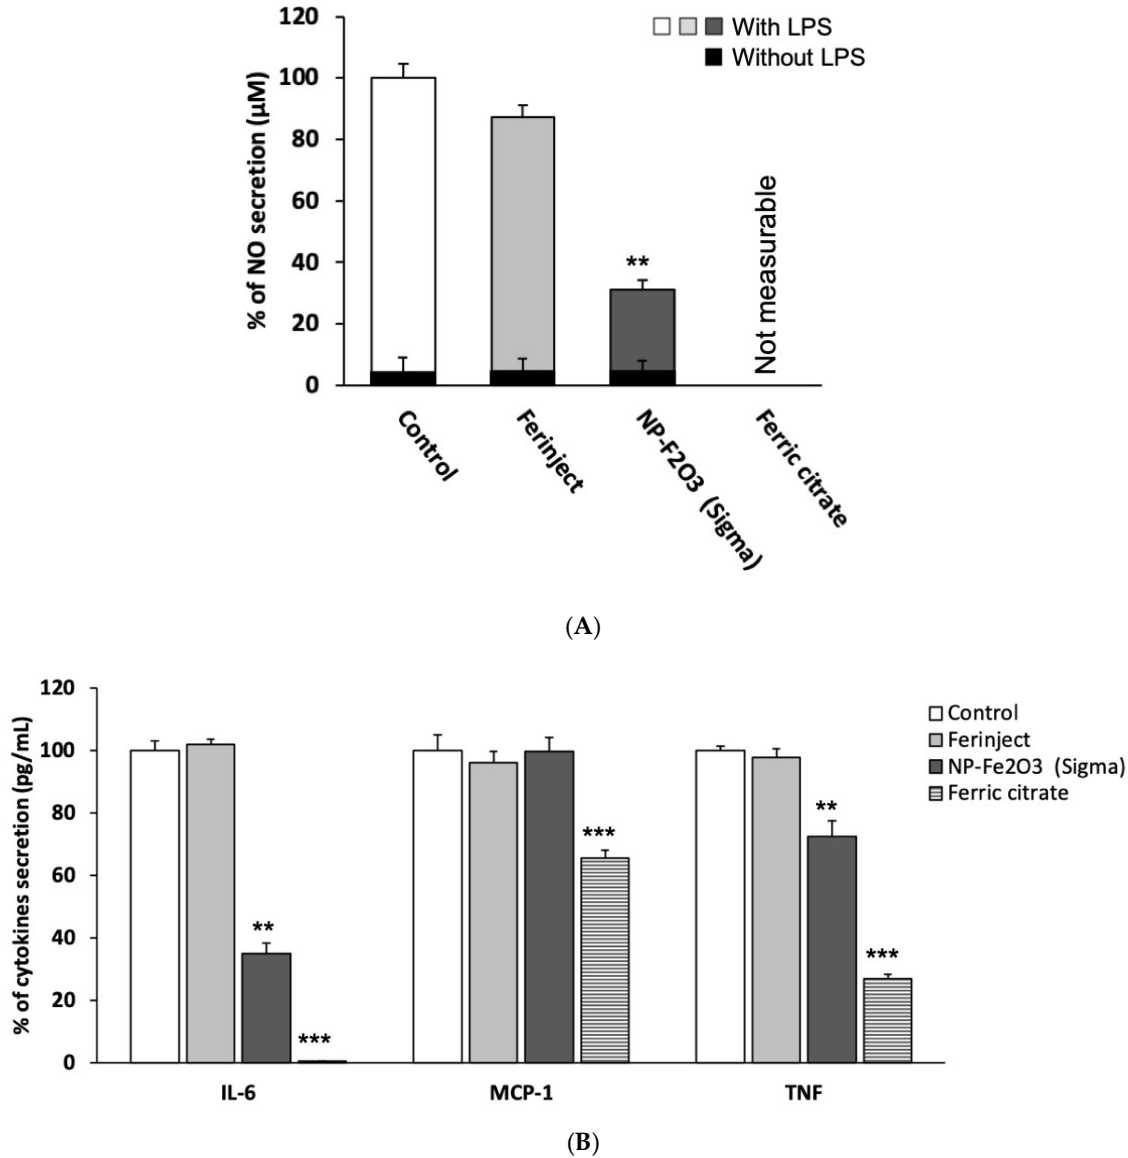 120
100
80
60
40
20
0
% of NO secretion (µM)
With LPS
Without LPS
**
Not measurable
Control
Ferinject
NP-F2O3 (Sigma)
Ferric citrate
(A)
120
100
80
60
40
20
0
% of cytokines secretion (pg/mL)
Control
Ferinject
NP-Fe2O3 (Sigma)
Ferric citrate
**
***
***
**
***
IL-6
MCP-1
TNF
(B)